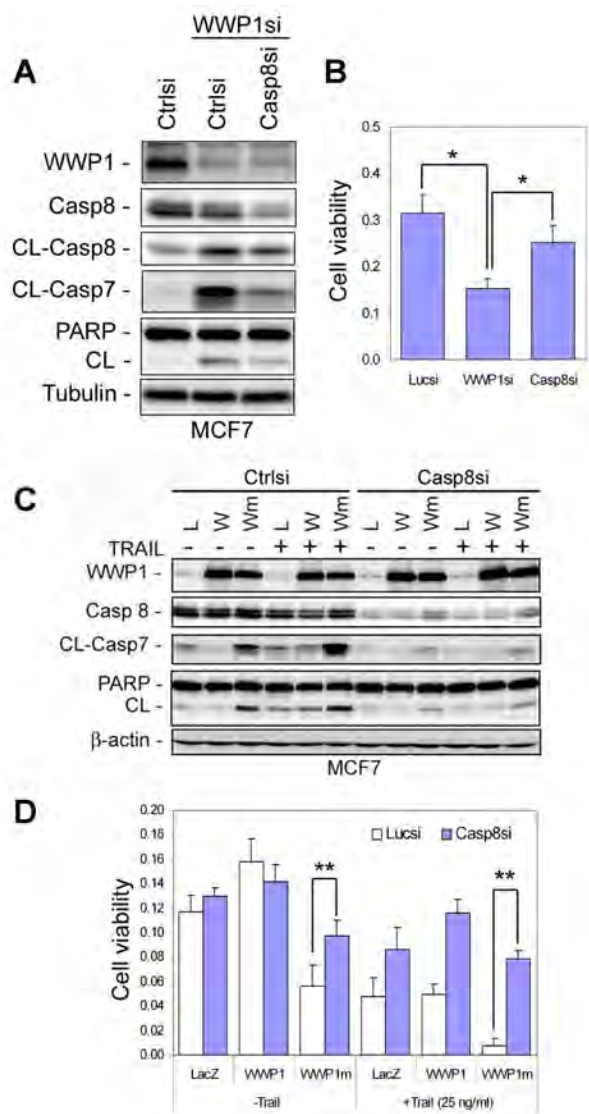 A
WWP1si
Ctrlsi Ctrlsi Casp8si
WWP1 -
Casp8 -
CL-Casp8 -
CL-Casp7 -
PARP -
CL -
Tubulin -
MCF7
B
Cell viability
0.5
0.4
0.3
0.2
0.1
0.0
* *
Lucsi WWP1si Casp8si
C
Ctrlsi Casp8si
L W Wm L W Wm L W Wm L W Wm
TRAIL - - - + + + - - - + + +
WWP1 -
Casp 8 -
CL-Casp7 -
PARP -
CL -
β-actin -
MCF7
D
Cell viability
0.20
0.18
0.16
0.14
0.12
0.10
0.08
0.06
0.04
0.02
0.00
Lucsi Casp8si
** **
LacZ WWP1 WWP1m LacZ WWP1 WWP1m
-Trail +Trail (25 ng/ml)